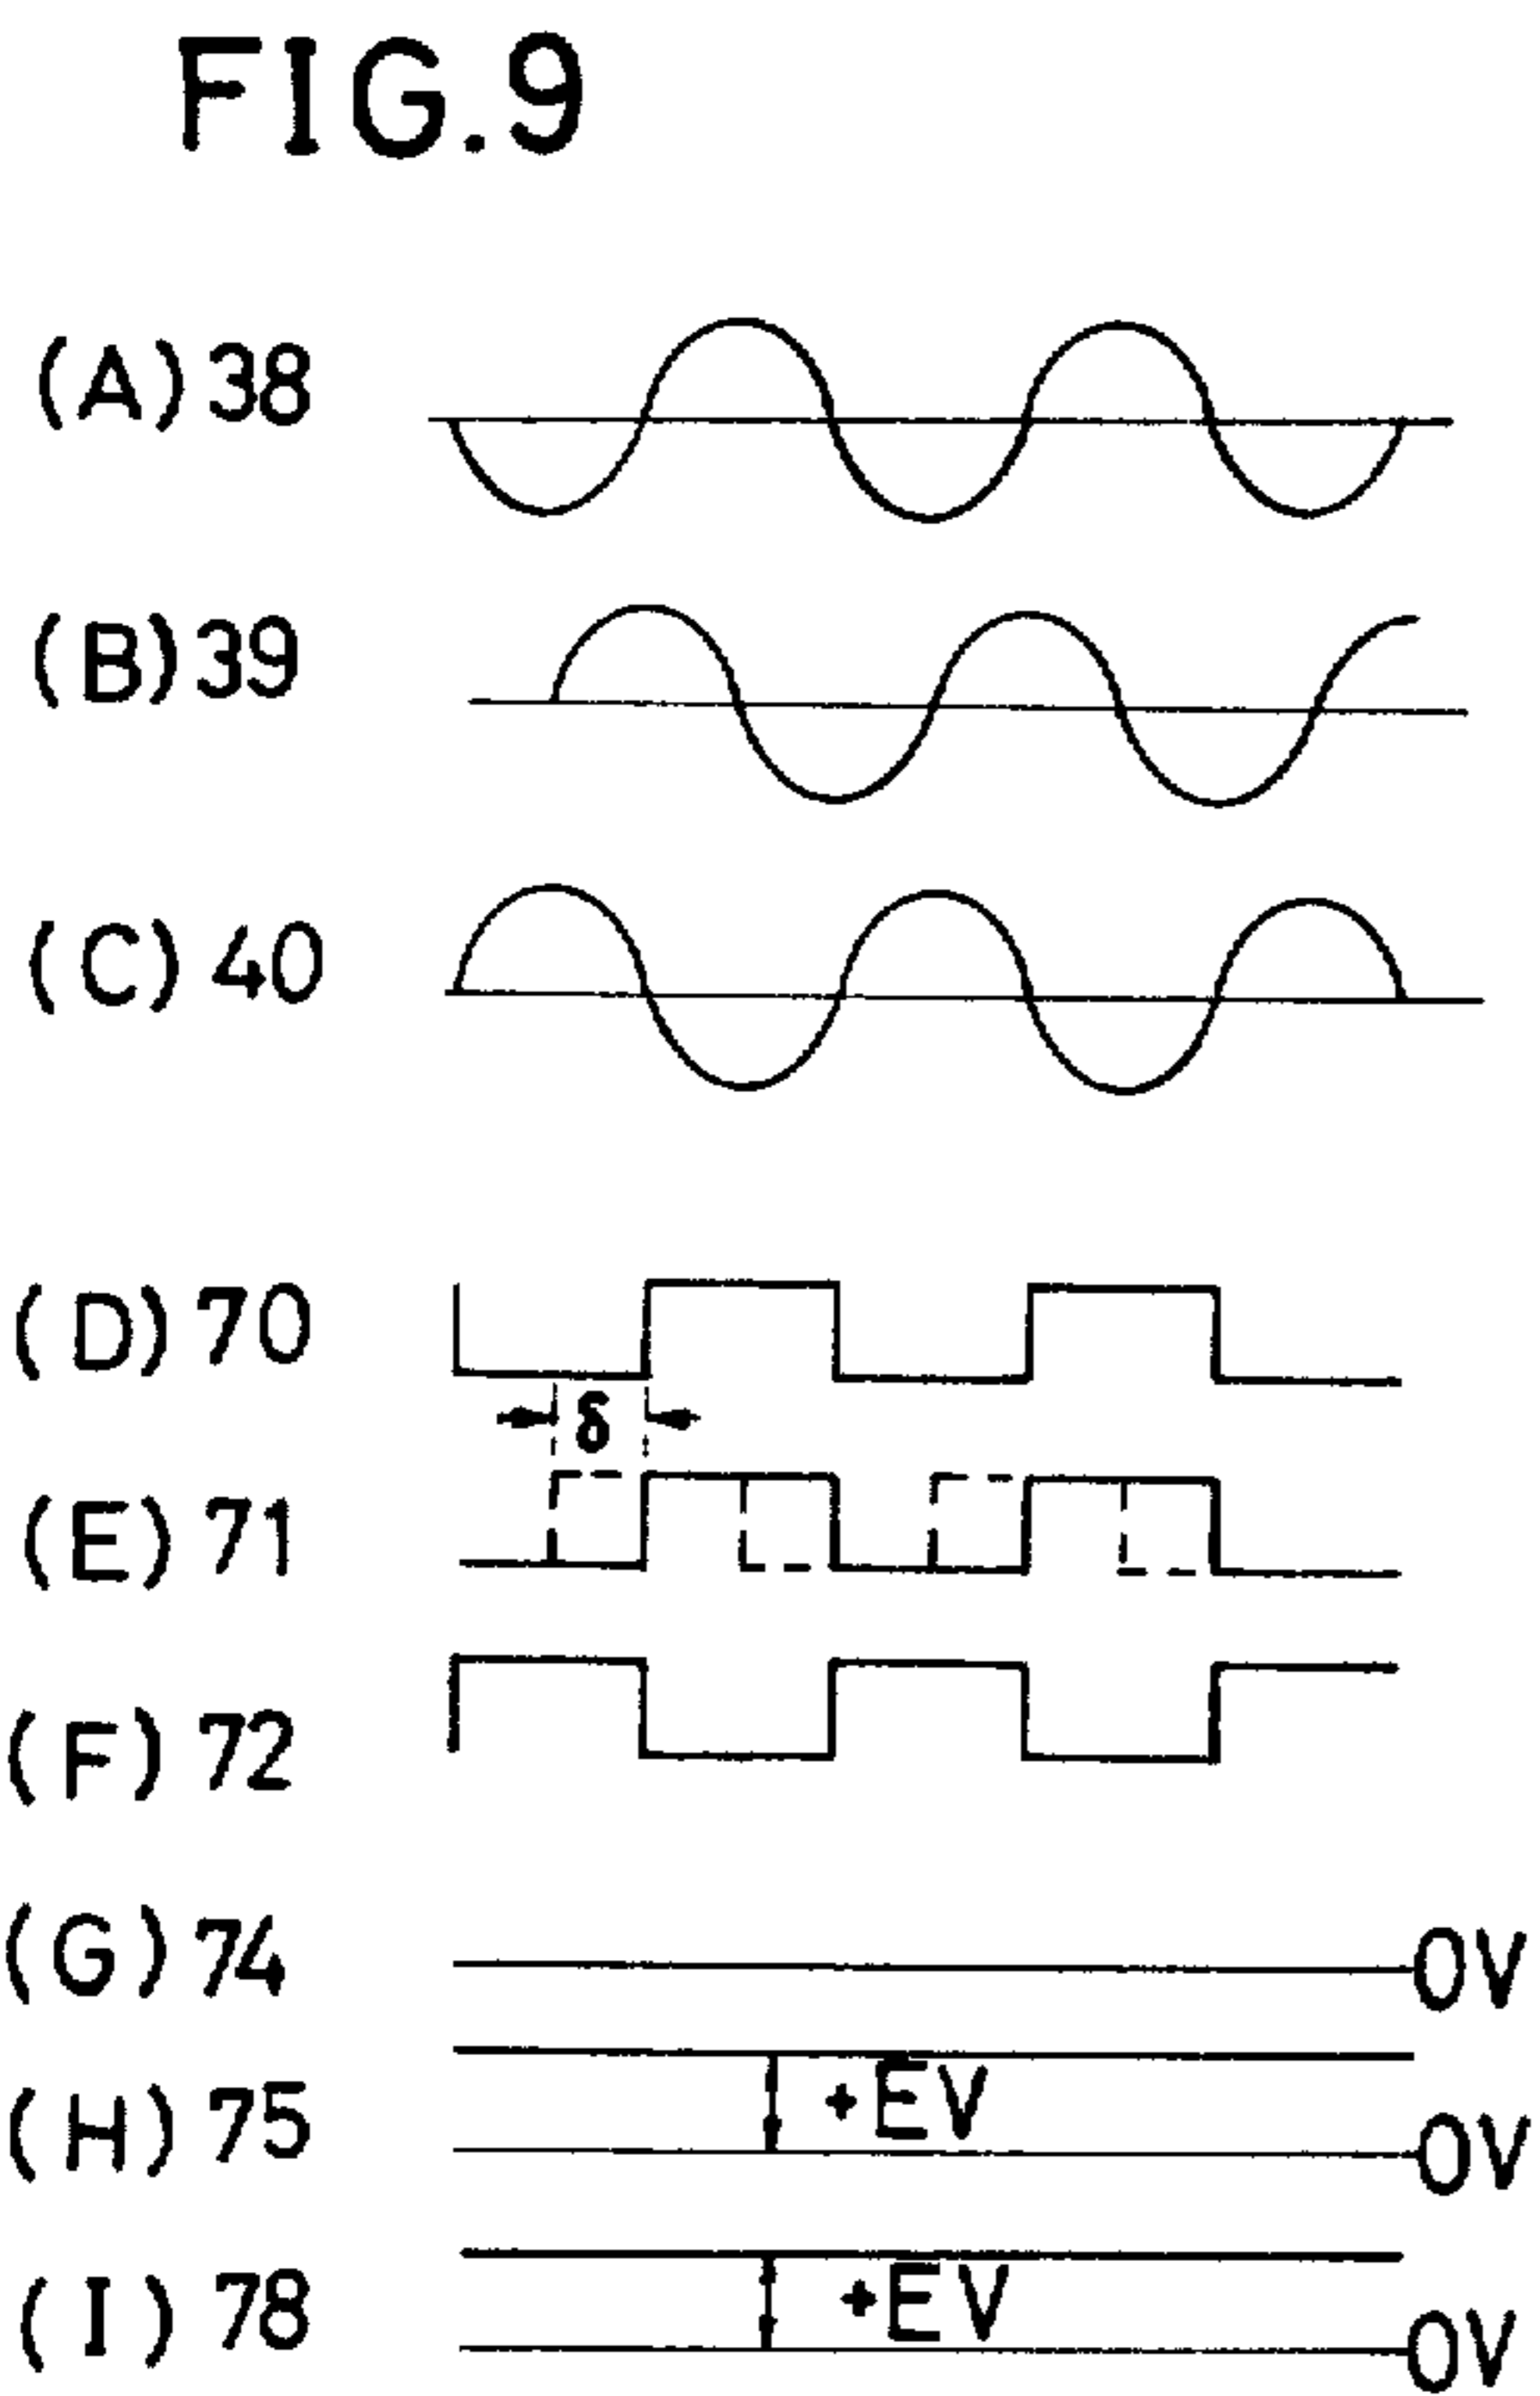 FIG.9
(A) 38
(B) 39
(C) 40
(D) 70
δ
(E) 71
(F) 72
(G) 74 0V
(H) 75 +EV 0V
(I) 78 +EV 0V